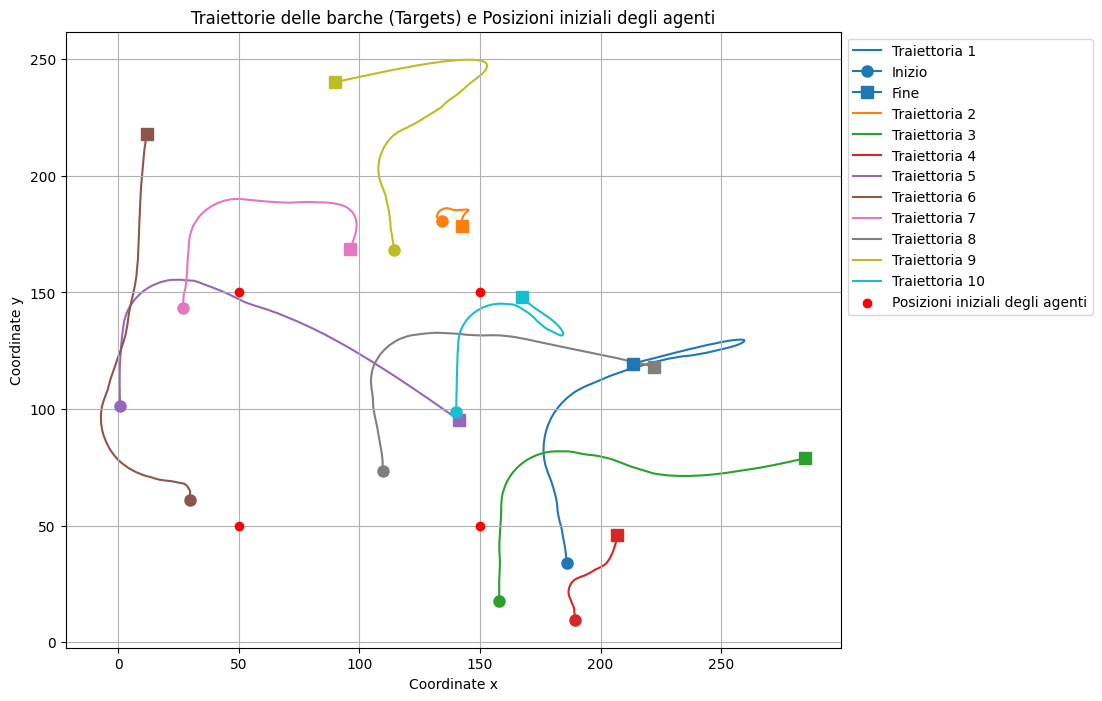 Traiettorie delle barche (Targets) e Posizioni iniziali degli agenti
Coordinate y
250
200
150
100
50
0
0 50 100 150 200 250
Coordinate x
Traiettoria 1
Inizio
Fine
Traiettoria 2
Traiettoria 3
Traiettoria 4
Traiettoria 5
Traiettoria 6
Traiettoria 7
Traiettoria 8
Traiettoria 9
Traiettoria 10
Posizioni iniziali degli agenti